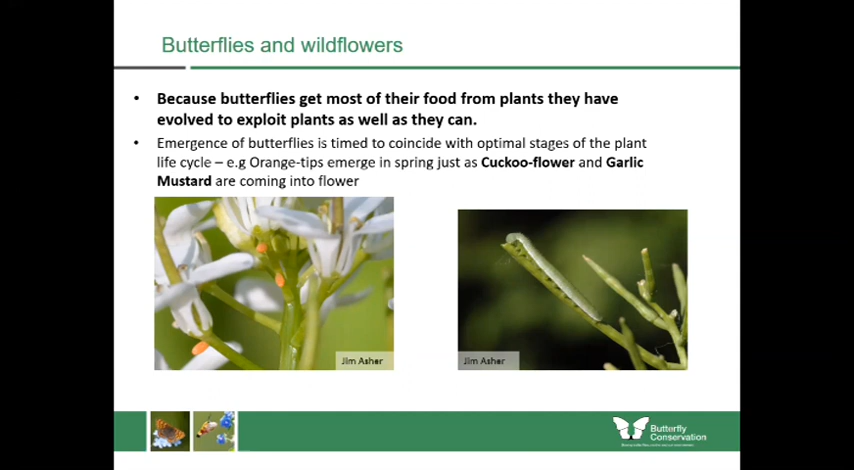 Butterflies and wildflowers
• Because butterflies get most of their food from plants they have
evolved to exploit plants as well as they can.
• Emergence of butterflies is timed to coincide with optimal stages of the plant
life cycle – e.g Orange-tips emerge in spring just as Cuckoo-flower and Garlic
Mustard are coming into flower
Jim Asher
Jim Asher
Butterfly
Conservation